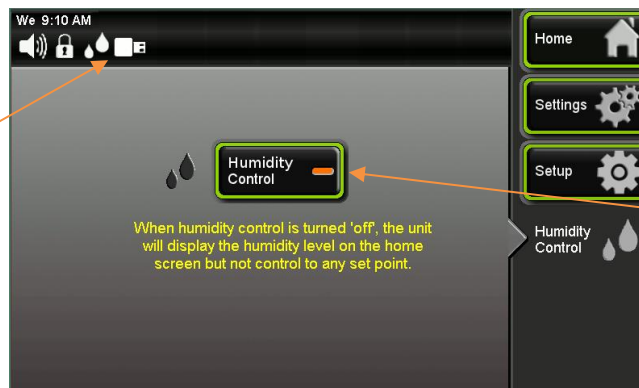 We 9:10 AM
Home
Settings
Setup
Humidity
Control
Humidity
Control
When humidity control is turned 'off', the unit
will display the humidity level on the home
screen but not control to any set point.